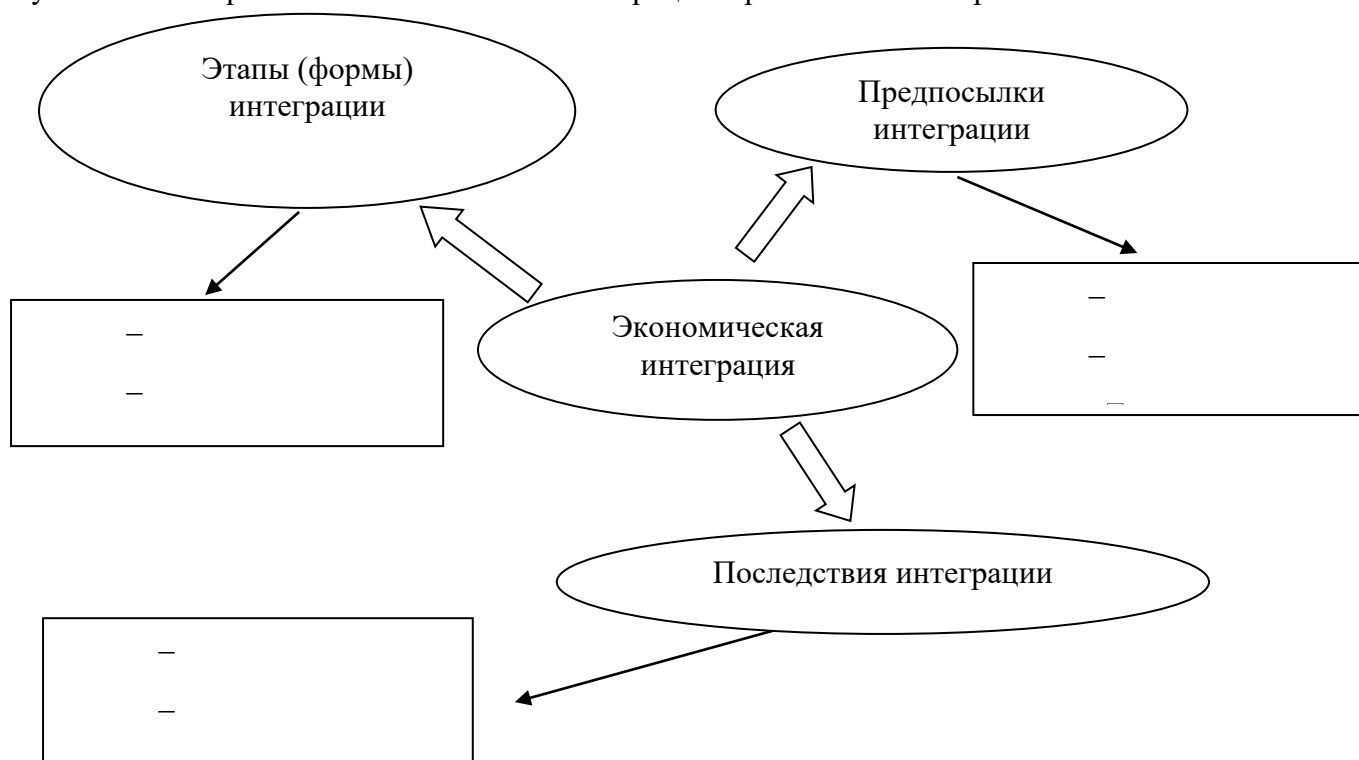 Этапы (формы)
интеграции
Предпосылки
интеграции
–
–
Экономическая
интеграция
–
–
Последствия интеграции
–
–